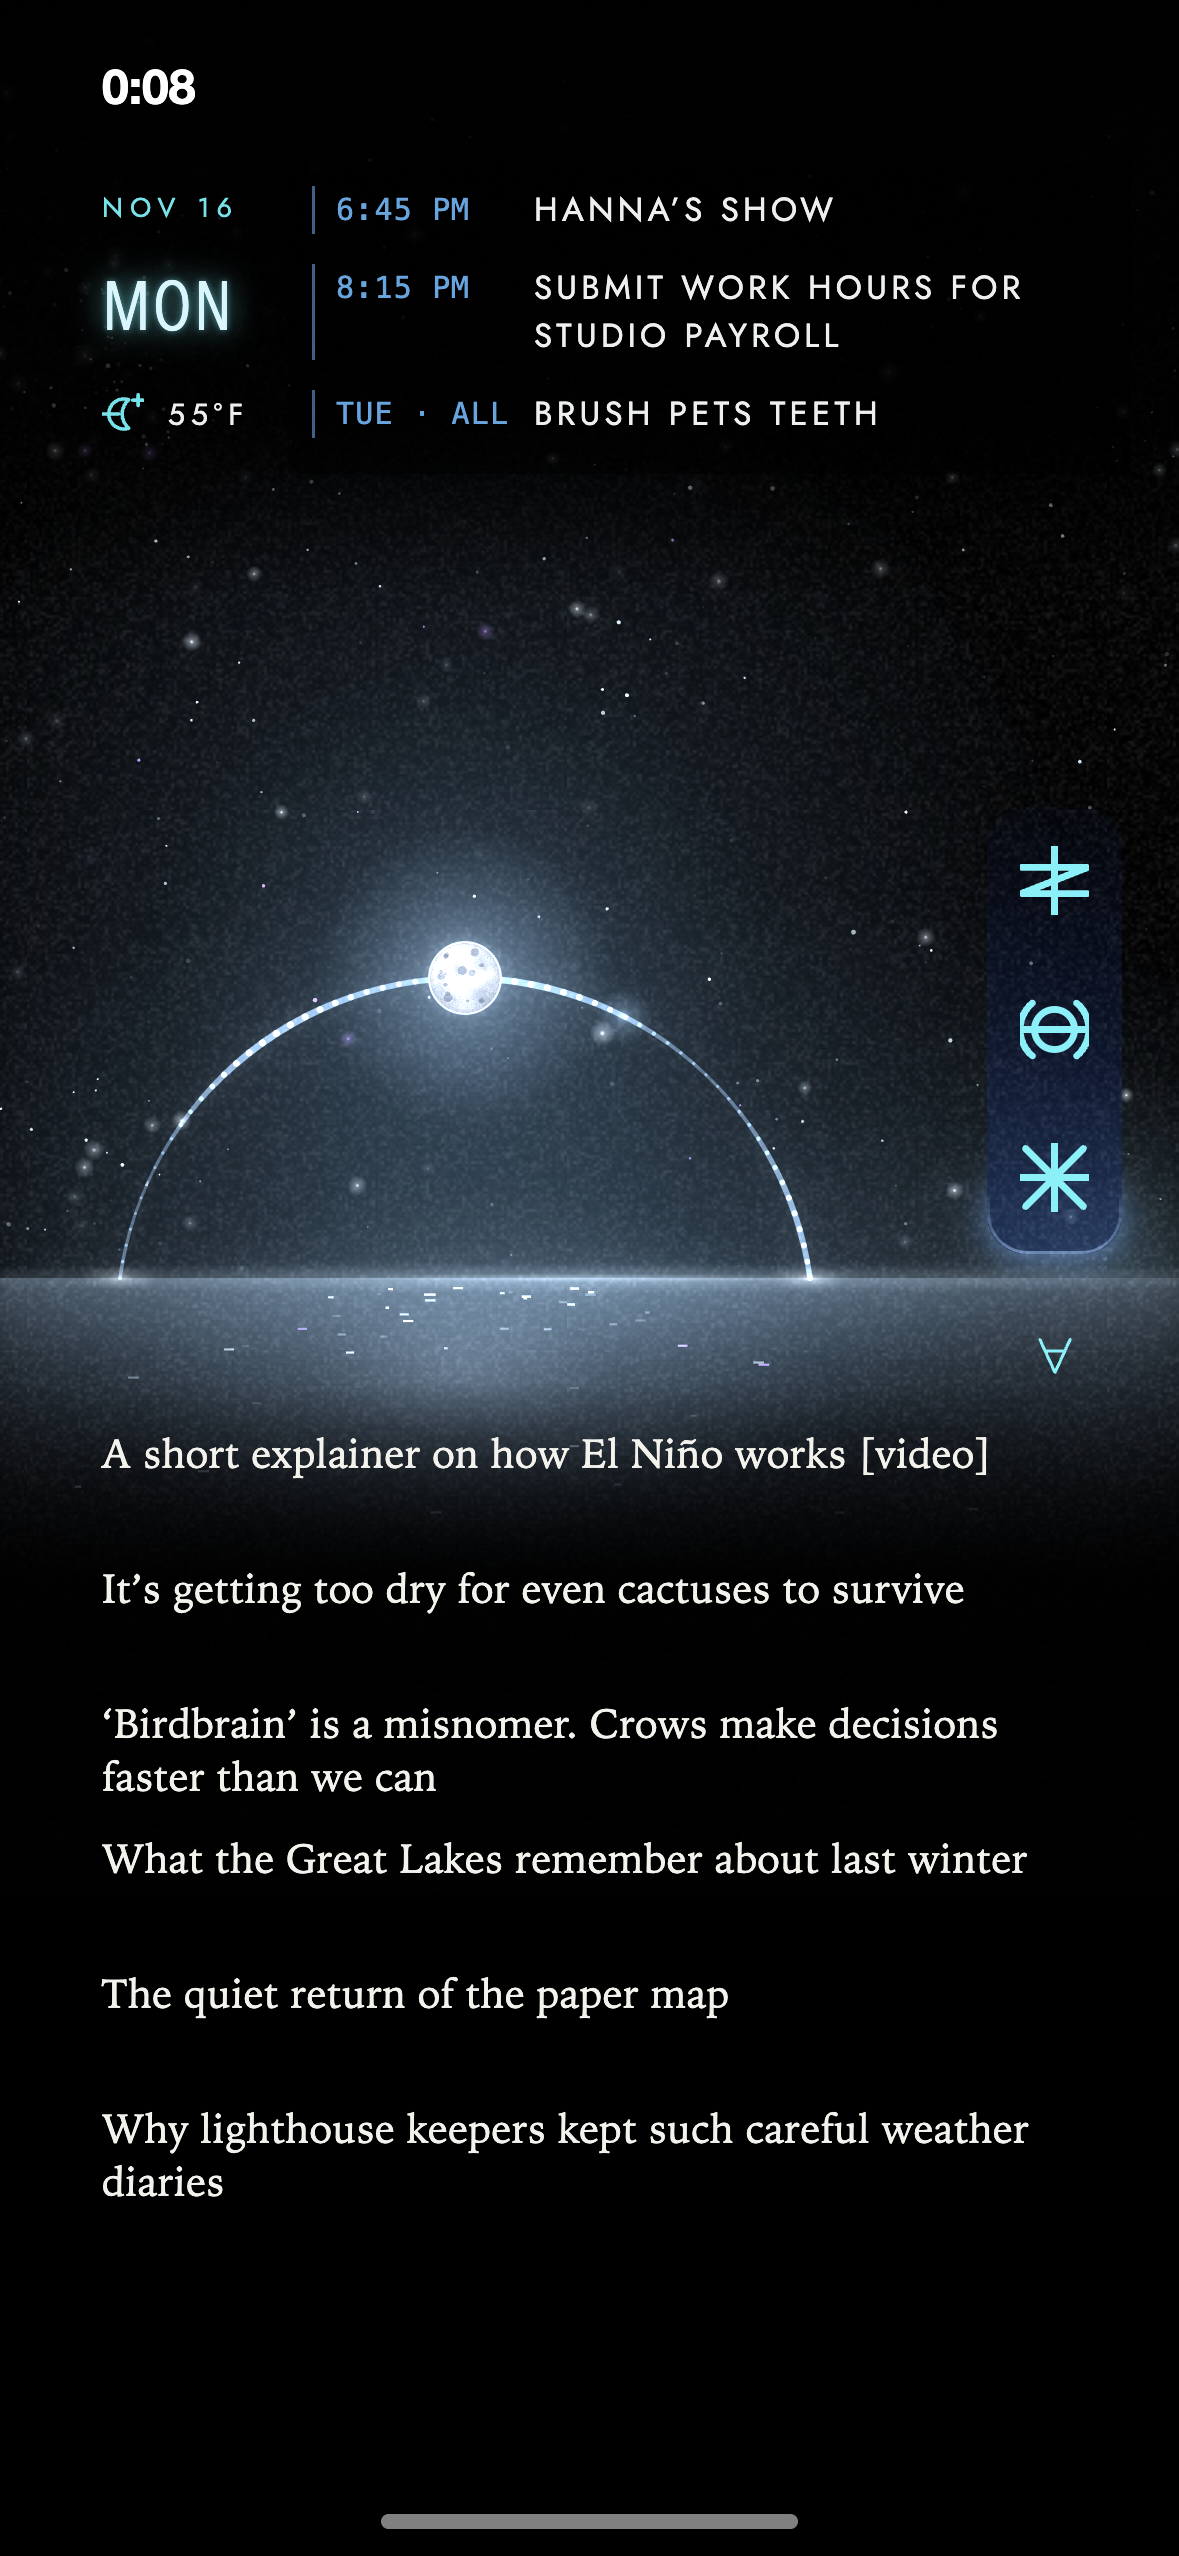 0:08
NOV 16
MON
55°F
6:45 PM HANNA’S SHOW
8:15 PM SUBMIT WORK HOURS FOR
STUDIO PAYROLL
TUE · ALL BRUSH PETS TEETH
A short explainer on how El Niño works [video]
It’s getting too dry for even cactuses to survive
‘Birdbrain’ is a misnomer. Crows make decisions
faster than we can
What the Great Lakes remember about last winter
The quiet return of the paper map
Why lighthouse keepers kept such careful weather
diaries